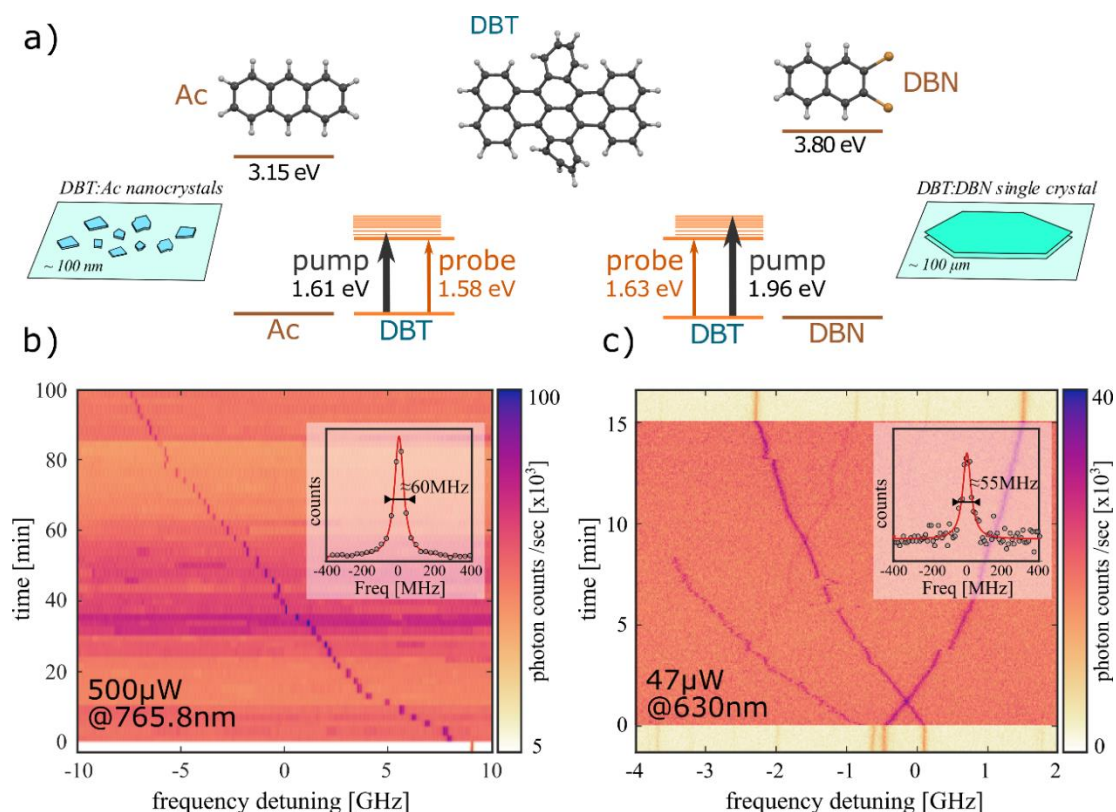 a)
DBT
Ac
DBN
3.15 eV
3.80 eV
DBT:Ac nanocrystals
DBT:DBN single crystal
~ 100 nm
~ 100 μm
pump
1.61 eV
probe
1.58 eV
probe
1.63 eV
pump
1.96 eV
Ac
DBT
DBT
DBN
b)
100
80
60
40
20
0
time [min]
-10
-5
0
5
10
frequency detuning [GHz]
500μW
@765.8nm
counts
≈60MHz
-400 -200 0 200 400
Freq [MHz]
100
5
photon counts /sec [x10³]
c)
15
10
5
0
time [min]
-4
-3
-2
-1
0
1
2
frequency detuning [GHz]
47μW
@630nm
counts
≈55MHz
-400 -200 0 200 400
Freq [MHz]
40
0
photon counts /sec [x10³]